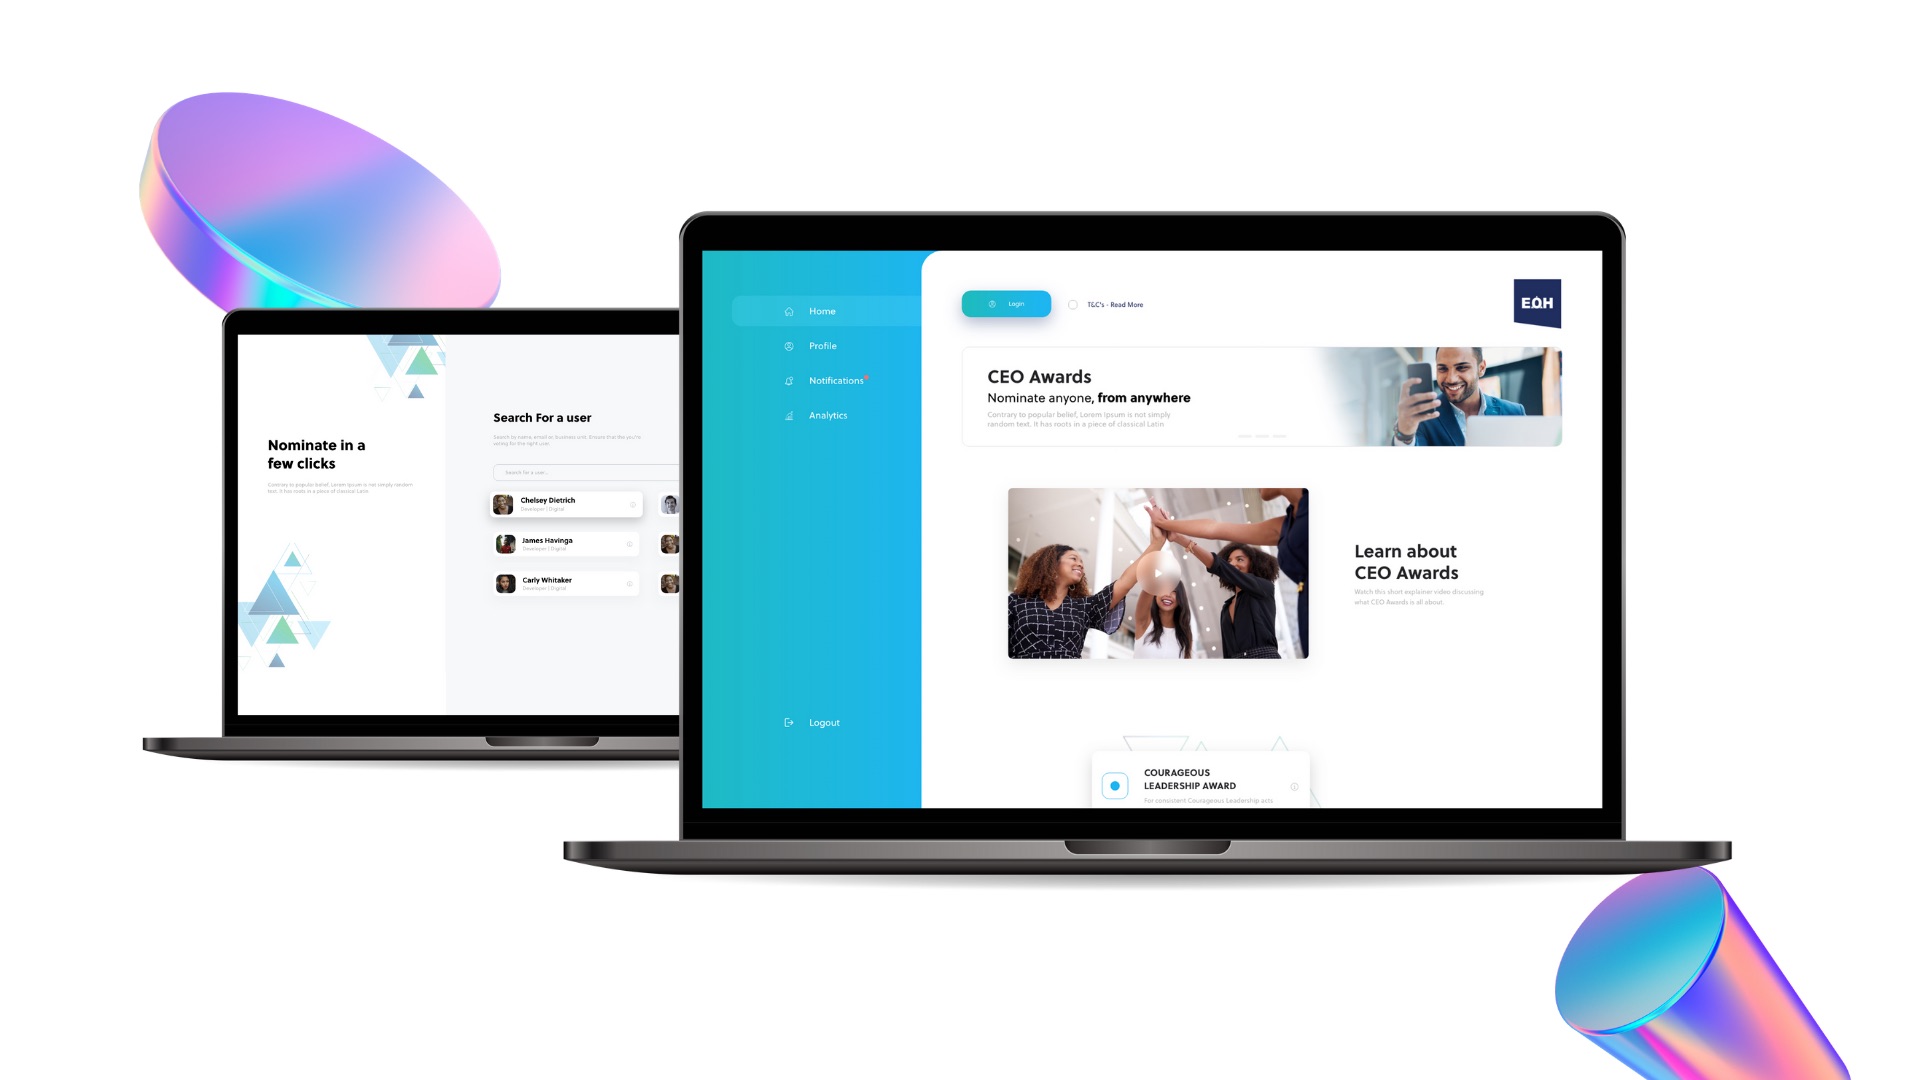 Nominate in a
few clicks
Contrary to popular belief, Lorem Ipsum is not simply random
text. It has roots in a piece of classical Latin
Search For a user
Search by name, email or business unit. Ensure that the you're
voting for the right user.
Search for a user...
Chelsey Dietrich
Developer | Digital
James Havinga
Developer | Digital
Carly Whitaker
Developer | Digital
Home
Profile
Notifications
Analytics
Logout
Login
T&C's - Read More
EOH
CEO Awards
Nominate anyone, from anywhere
Contrary to popular belief, Lorem Ipsum is not simply
random text. It has roots in a piece of classical Latin
Learn about
CEO Awards
Watch this short explainer video discussing
what CEO Awards is all about.
COURAGEOUS
LEADERSHIP AWARD
For consistent Courageous Leadership acts